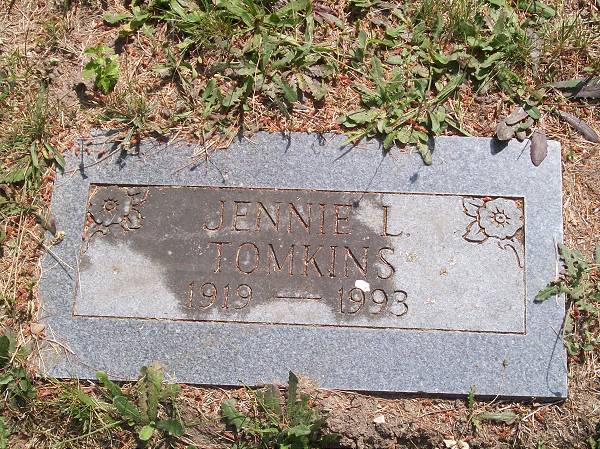 JENNIE L.
TOMKINS
1919 — 1993